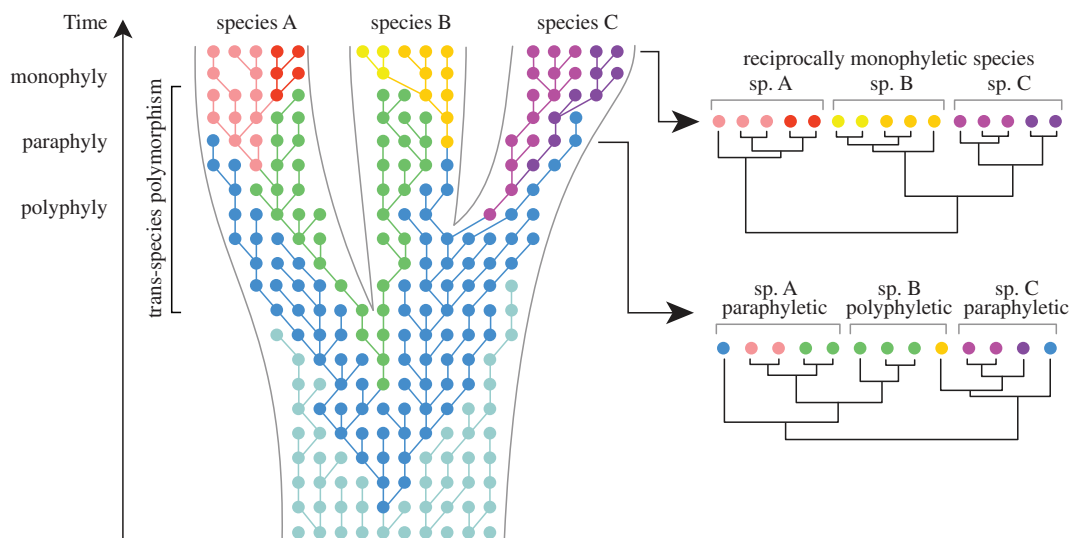 Time
species A
species B
species C
monophyly
paraphyly
polyphyly
trans-species polymorphism
reciprocally monophyletic species
sp. A
sp. B
sp. C
sp. A
paraphyletic
sp. B
polyphyletic
sp. C
paraphyletic